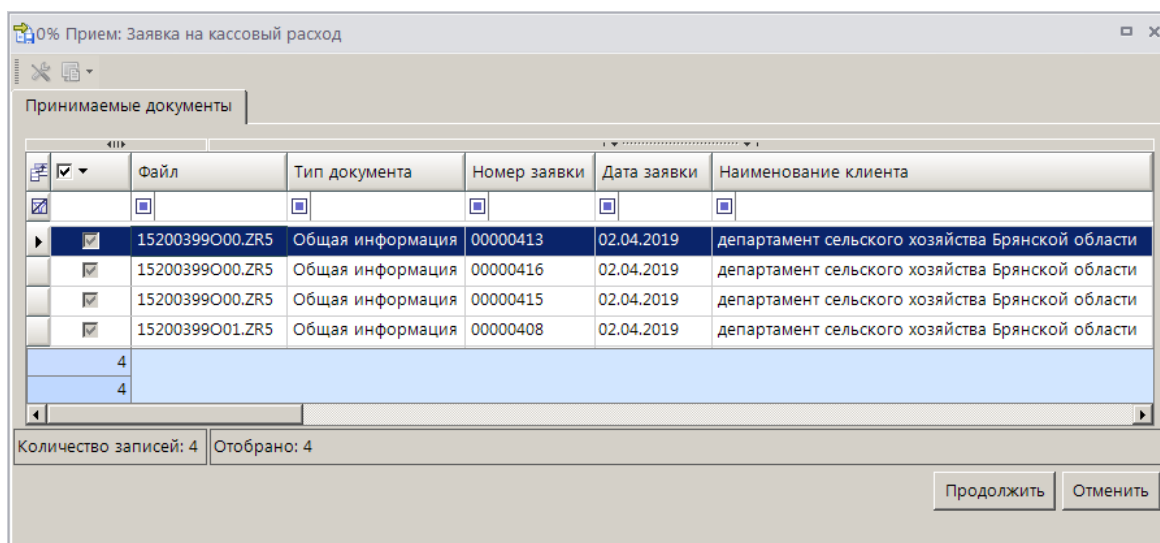 0% Прием: Заявка на кассовый расход
Принимаемые документы
Файл Тип документа Номер заявки Дата заявки Наименование клиента
15200399O00.ZR5 Общая информация 00000413 02.04.2019 департамент сельского хозяйства Брянской области
15200399O00.ZR5 Общая информация 00000416 02.04.2019 департамент сельского хозяйства Брянской области
15200399O00.ZR5 Общая информация 00000415 02.04.2019 департамент сельского хозяйства Брянской области
15200399O01.ZR5 Общая информация 00000408 02.04.2019 департамент сельского хозяйства Брянской области
4
4
Количество записей: 4 Отобрано: 4
Продолжить Отменить